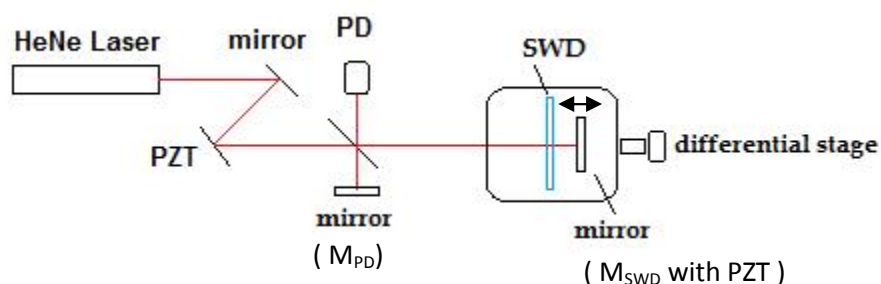 HeNe Laser
mirror
PD
SWD
PZT
differential stage
mirror
mirror
( M_PD)
( M_SWD with PZT )